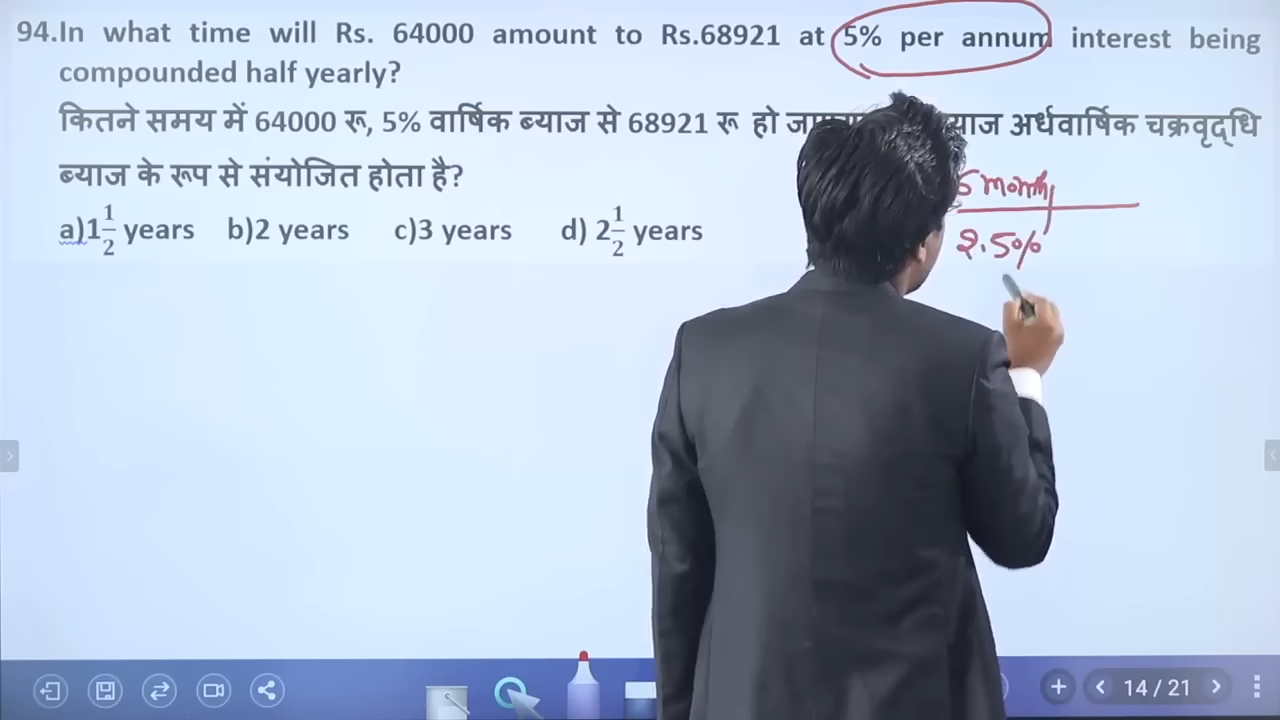 94.In what time will Rs. 64000 amount to Rs.68921 at 5% per annum interest being
compounded half yearly?
कितने समय में 64000 रू, 5% वार्षिक ब्याज से 68921 रू हो अर्धवार्षिक चक्रवृद्धि
ब्याज के रूप से संयोजित होता है?
a)1 1/2 years b)2 years c)3 years d) 2 1/2 years
month
2.5%
14 / 21